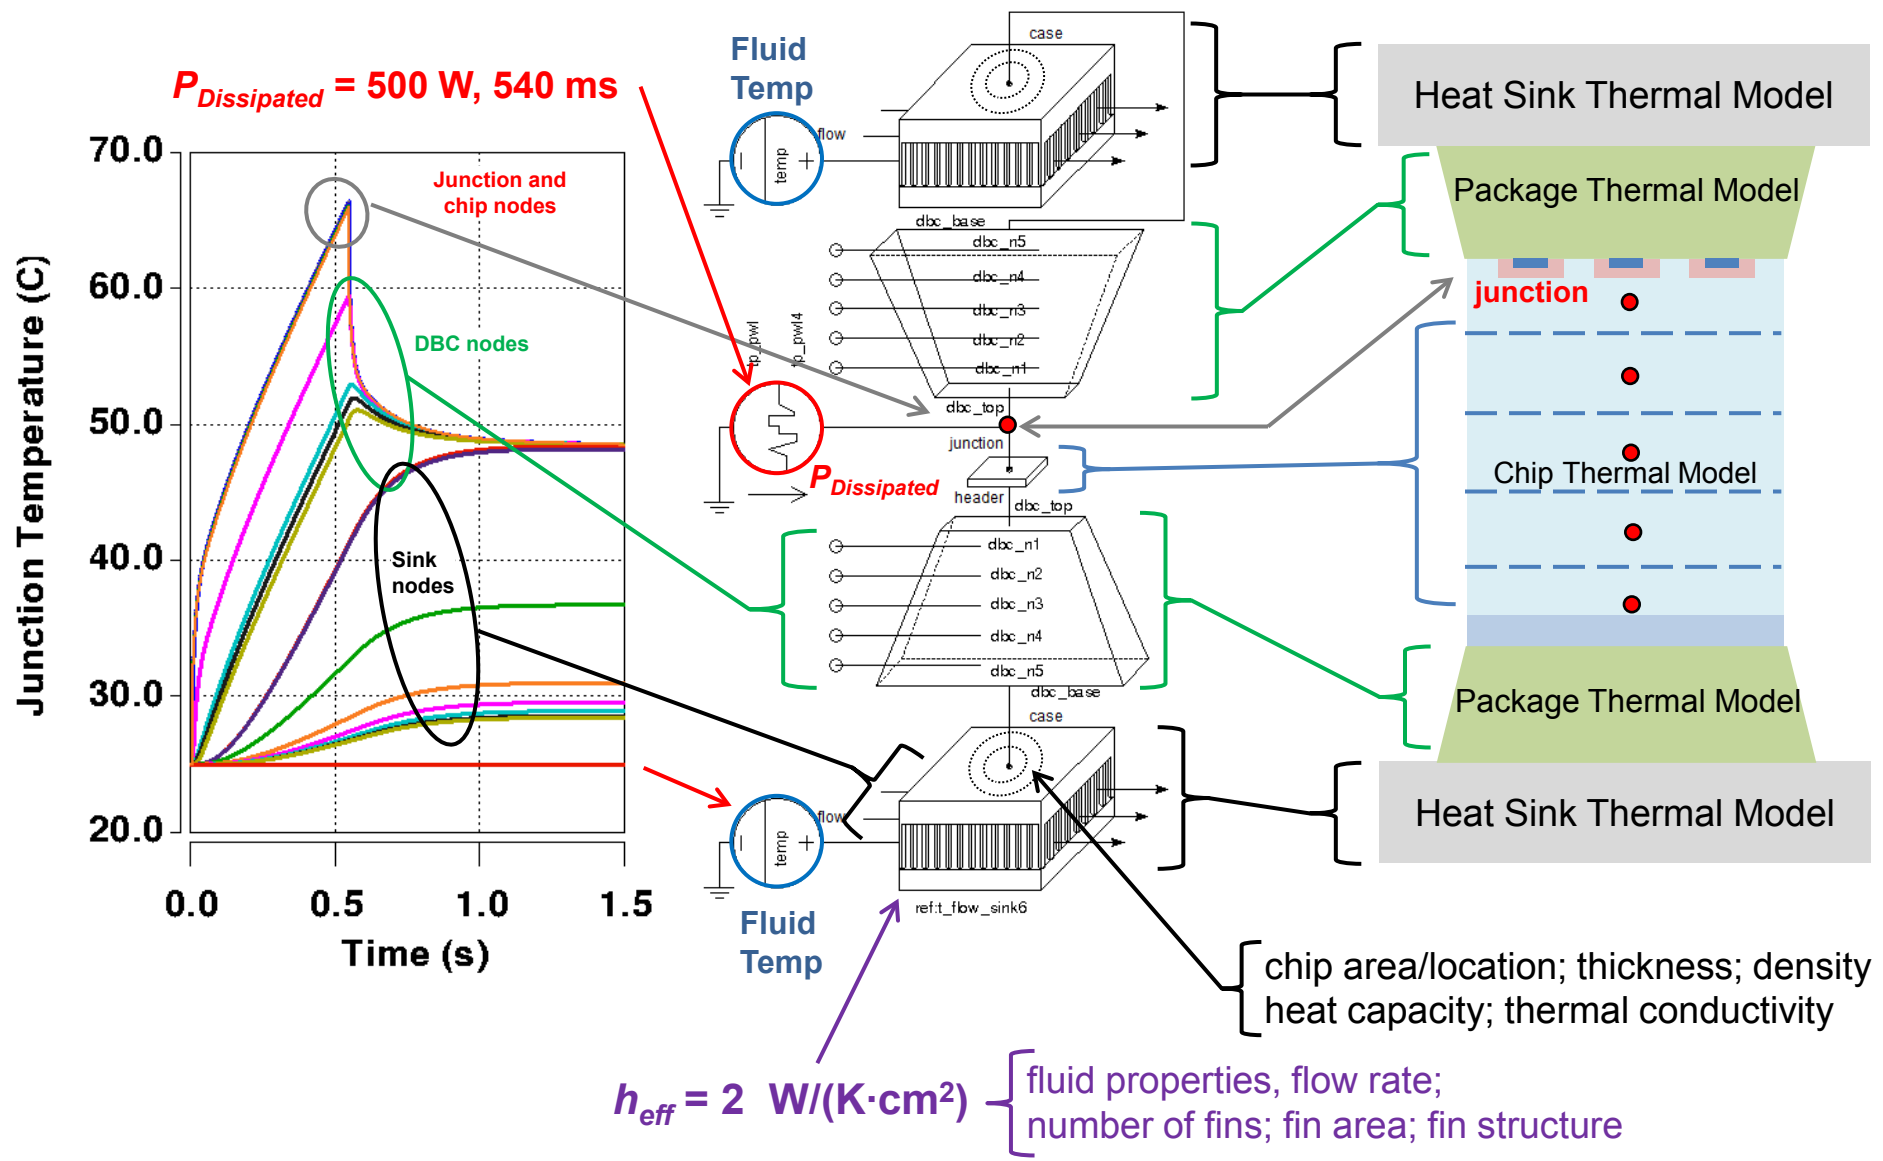 P_Dissipated = 500 W, 540 ms
Junction Temperature (C)
70.0
60.0
50.0
40.0
30.0
20.0
0.0
0.5
1.0
1.5
Time (s)
Junction and
chip nodes
DBC nodes
Sink
nodes
Fluid
Temp
flow
temp
case
dbc_base
dbc_n5
dbc_n4
dbc_n3
dbc_n2
dbc_n1
dbc_top
tp_pwl
tp_pwl4
junction
P_Dissipated
header
dbc_top
dbc_n1
dbc_n2
dbc_n3
dbc_n4
dbc_n5
dbc_base
case
flow
temp
Fluid
Temp
ref:t_flow_sink6
Heat Sink Thermal Model
Package Thermal Model
junction
Chip Thermal Model
Package Thermal Model
Heat Sink Thermal Model
chip area/location; thickness; density
heat capacity; thermal conductivity
h_eff = 2 W/(K·cm²)
fluid properties, flow rate;
number of fins; fin area; fin structure